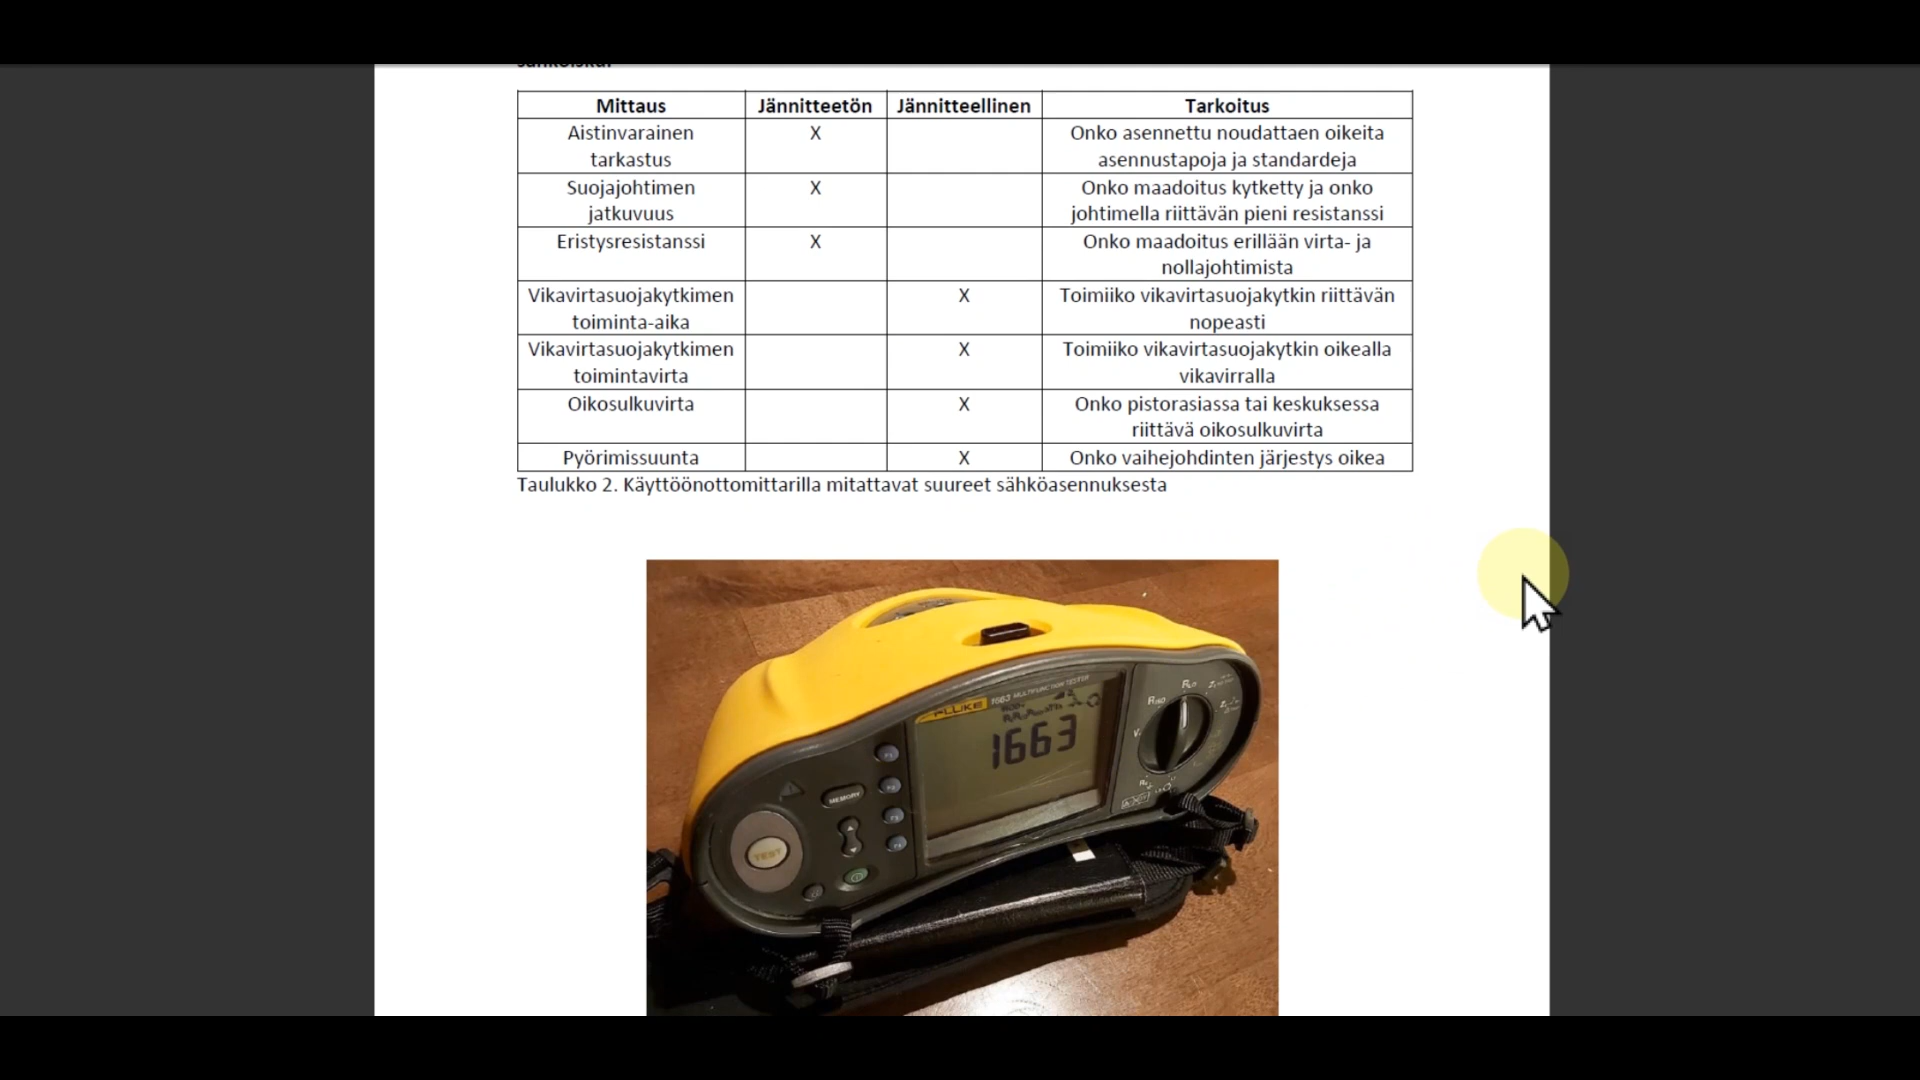 Mittaus Jännitteetön Jännitteellinen Tarkoitus
Aistinvarainen tarkastus X Onko asennettu noudattaen oikeita asennustapoja ja standardeja
Suojajohtimen jatkuvuus X Onko maadoitus kytketty ja onko johtimella riittävän pieni resistanssi
Eristysresistanssi X Onko maadoitus erillään virta- ja nollajohtimista
Vikavirtasuojakytkimen toiminta-aika X Toimiiko vikavirtasuojakytkin riittävän nopeasti
Vikavirtasuojakytkimen toimintavirta X Toimiiko vikavirtasuojakytkin oikealla vikavirralla
Oikosulkuvirta X Onko pistorasiassa tai keskuksessa riittävä oikosulkuvirta
Pyörimissuunta X Onko vaihejohdinten järjestys oikea
Taulukko 2. Käyttöönottomittarilla mitattavat suureet sähköasennuksesta
FLUKE 1663 MULTIFUNCTION TESTER
1663
MEMORY
TEST